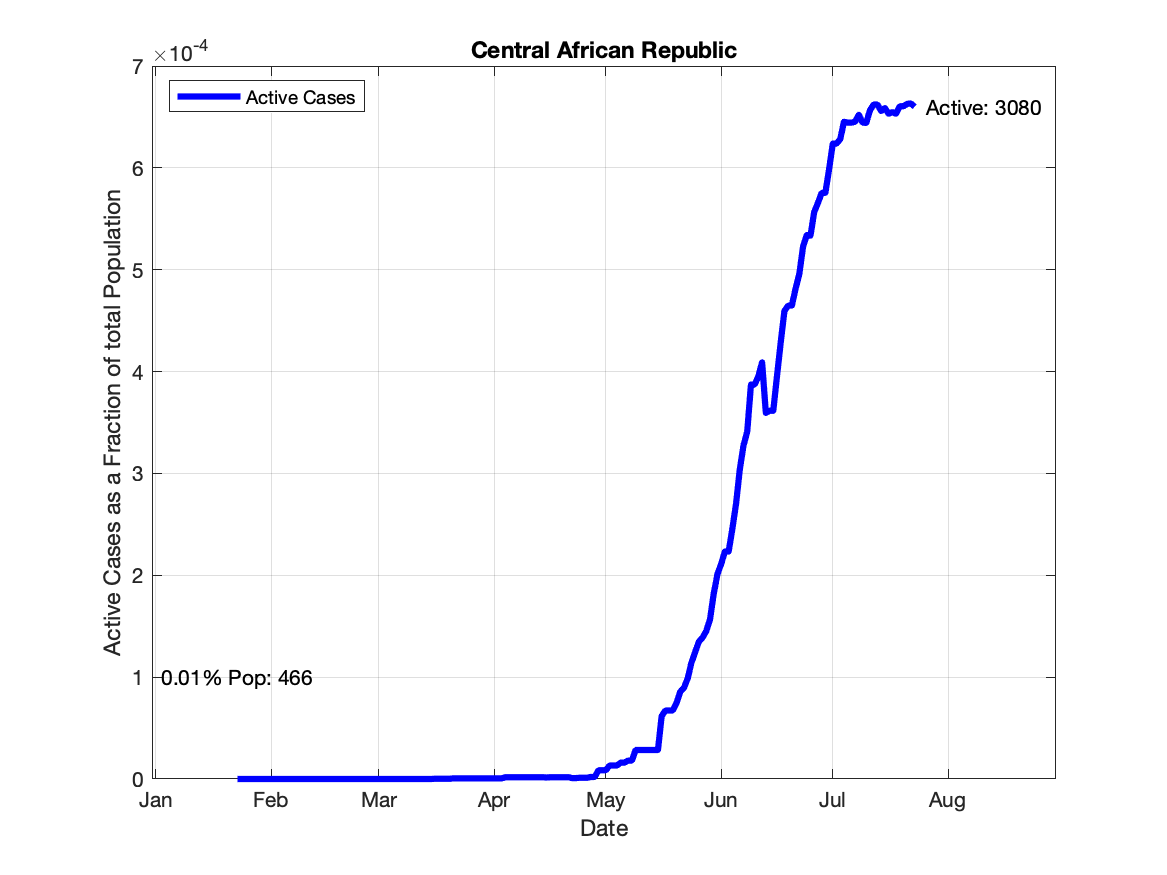 Central African Republic
×10-4
7
6
5
4
3
2
1
0
Active Cases
Active: 3080
0.01% Pop: 466
Active Cases as a Fraction of total Population
Jan Feb Mar Apr May Jun Jul Aug
Date